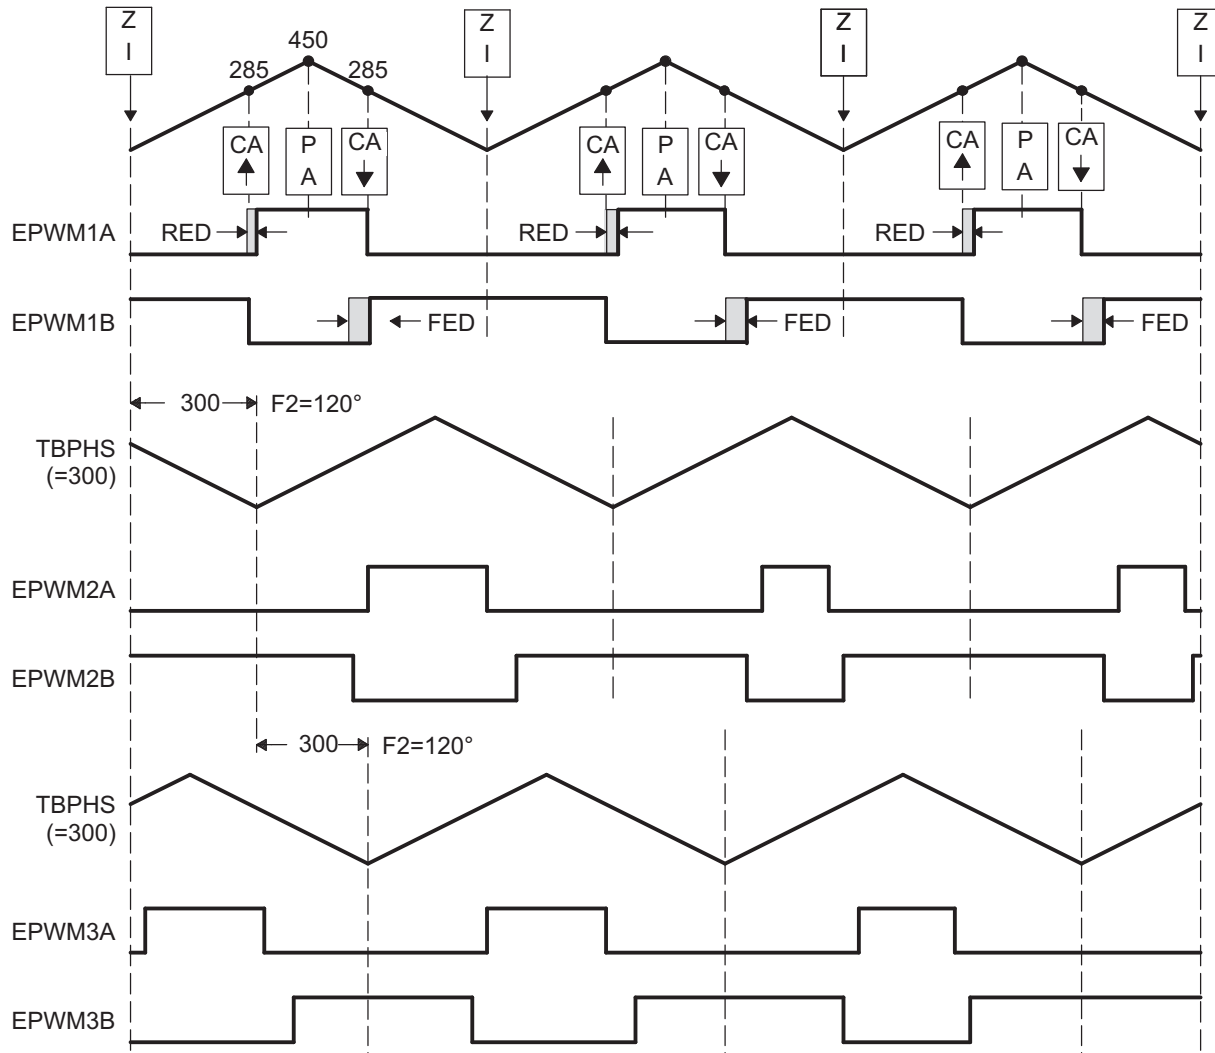 Z Z Z Z
I I I I
450
285 285
CA P CA CA P CA CA P CA
A A A
EPWM1A RED RED RED
EPWM1B FED FED FED
300 F2=120°
TBPHS
(=300)
EPWM2A
EPWM2B
300 F2=120°
TBPHS
(=300)
EPWM3A
EPWM3B